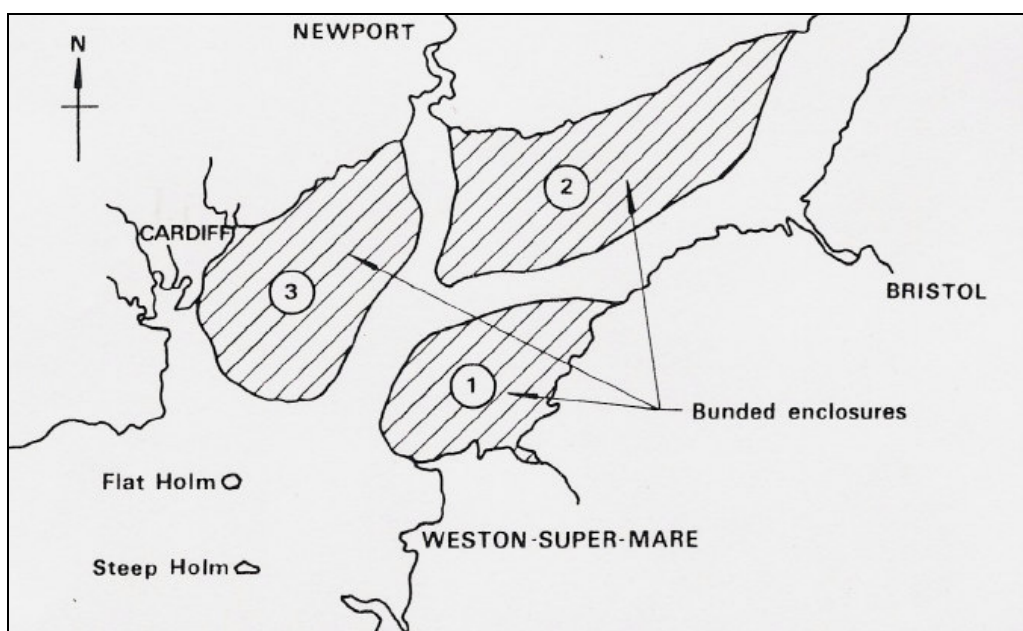 NEWPORT
N
2
CARDIFF
3
BRISTOL
1
Bunded enclosures
Flat Holm
WESTON-SUPER-MARE
Steep Holm